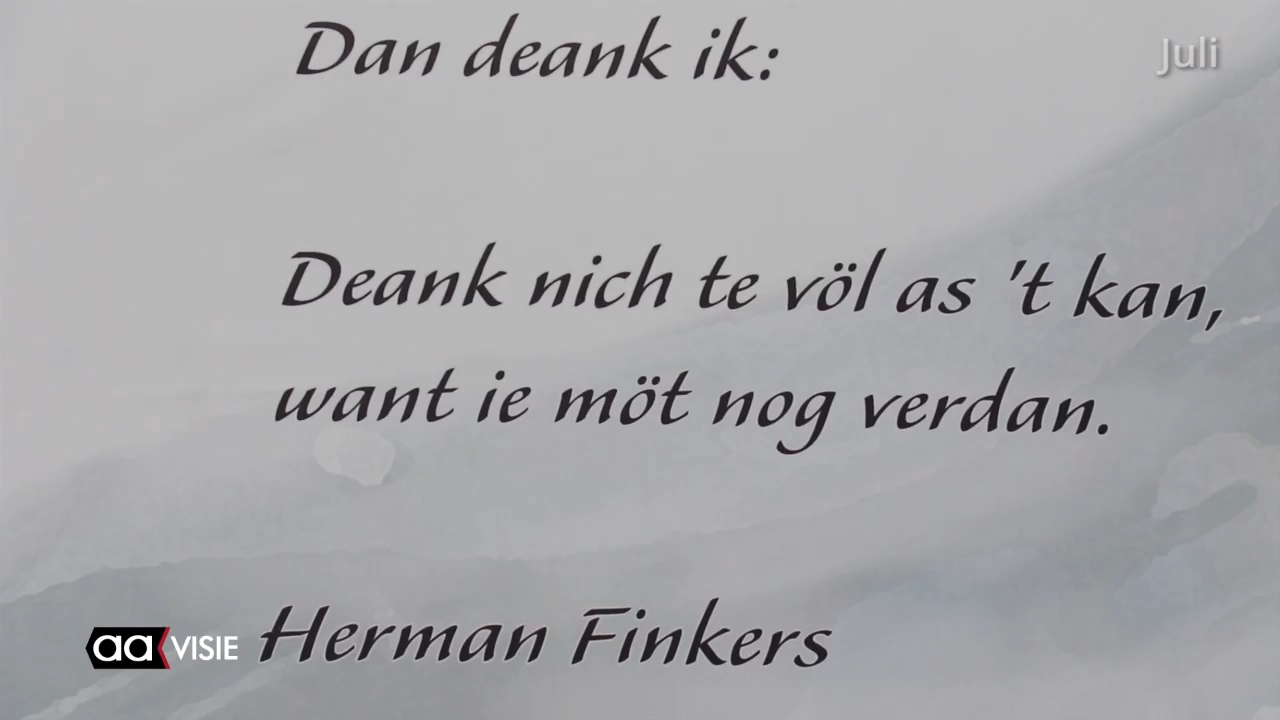 Juli
Dan deank ik:
Deank nich te völ as 't kan,
want ie möt nog verdan.
Herman Finkers
aa VISIE